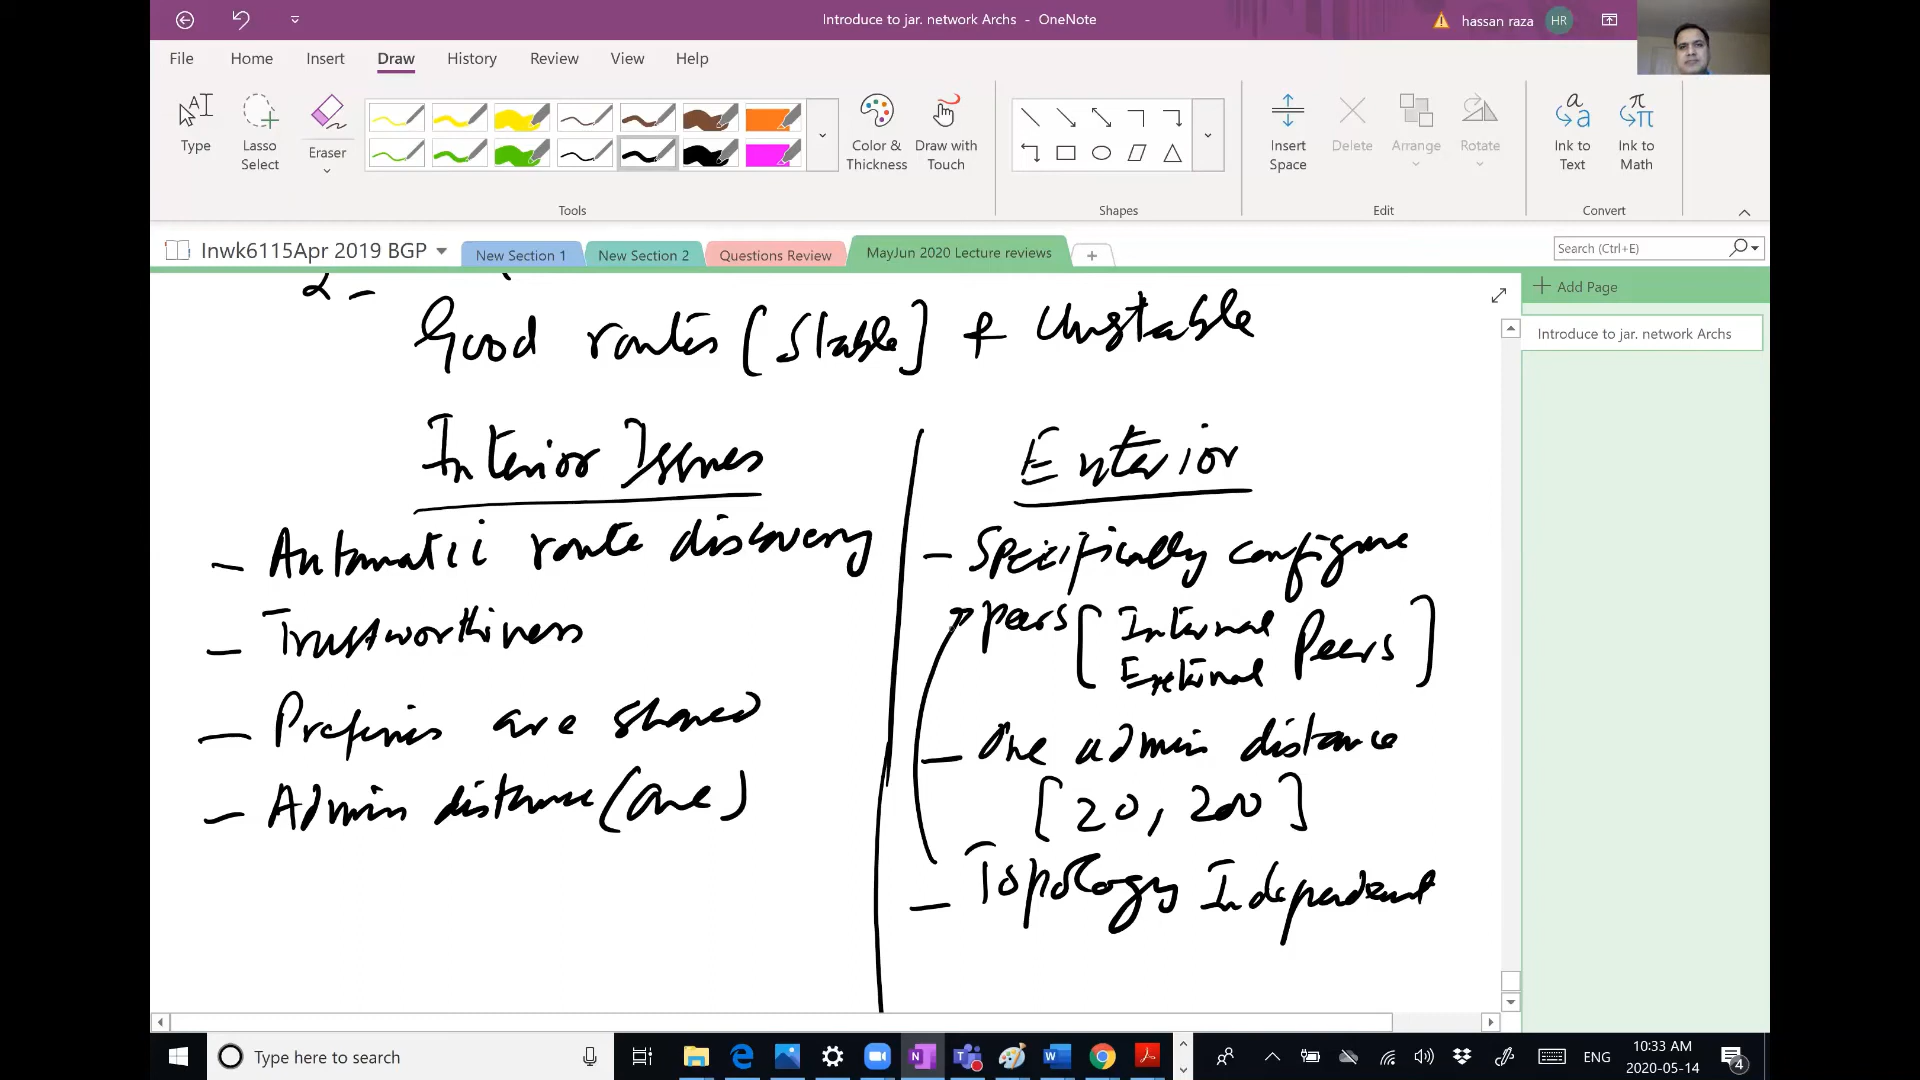 Introduce to jar. network Archs - OneNote
hassan raza HR
File Home Insert Draw History Review View Help
Type
Lasso Select
Eraser
Color & Thickness
Draw with Touch
Insert Space
Delete
Arrange
Rotate
Ink to Text
Ink to Math
Tools Shapes Edit Convert
Inwk6115Apr 2019 BGP New Section 1 New Section 2 Questions Review MayJun 2020 Lecture reviews +
Search (Ctrl+E)
Add Page
Introduce to jar. network Archs
2 -
Good routes [Stable] & Unstable
Interior Issues
- Automatic route discovery
- Trustworthiness
- Prefixes are shared
- Admin distance (one)
Exterior
- Specifically configure
peers [Internal External Peers]
- One admin distance
[20, 200]
- Topology Independent
Type here to search
ENG
10:33 AM
2020-05-14
4